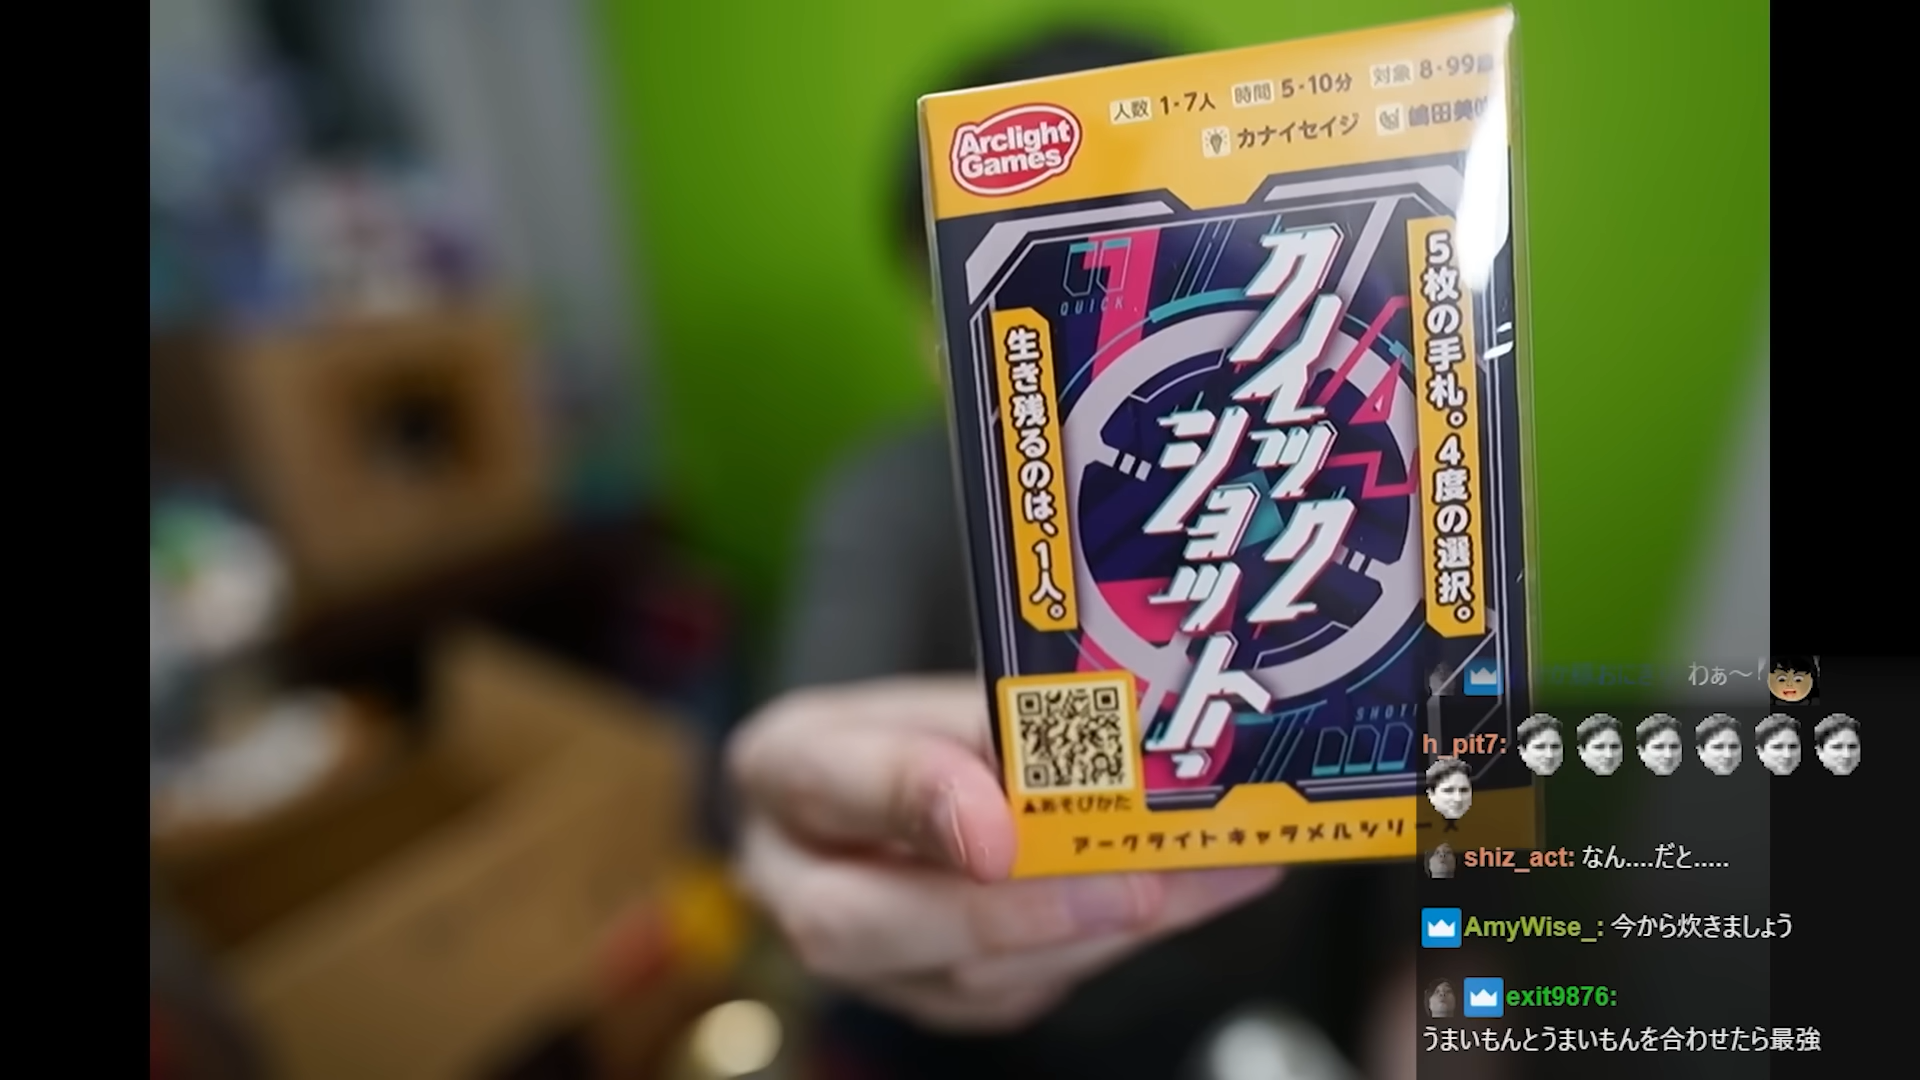 Arclight
Games
人数 1-7人 時間 5-10分 対象 8-99歳
カナイセイジ
QUICK
クイック
ショット。
5枚の手札。4度の選択。
生き残るのは、1人。
SHOT!
▲あそびかた
アークライトキャラメルシリーズ
わぁ～!
h_pit7:
shiz_act: なん....だと.....
AmyWise_: 今から炊きましょう
exit9876:
うまいもんとうまいもんを合わせたら最強